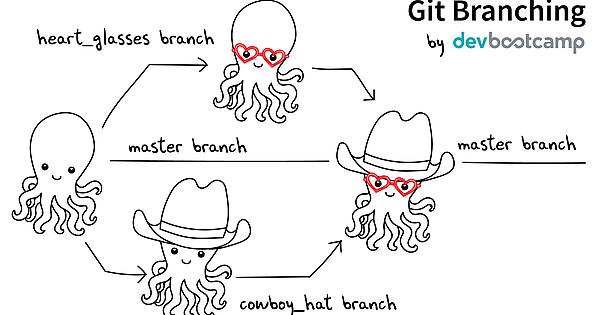 Git Branching
by devbootcamp
heart_glasses branch
master branch
master branch
cowboy_hat branch